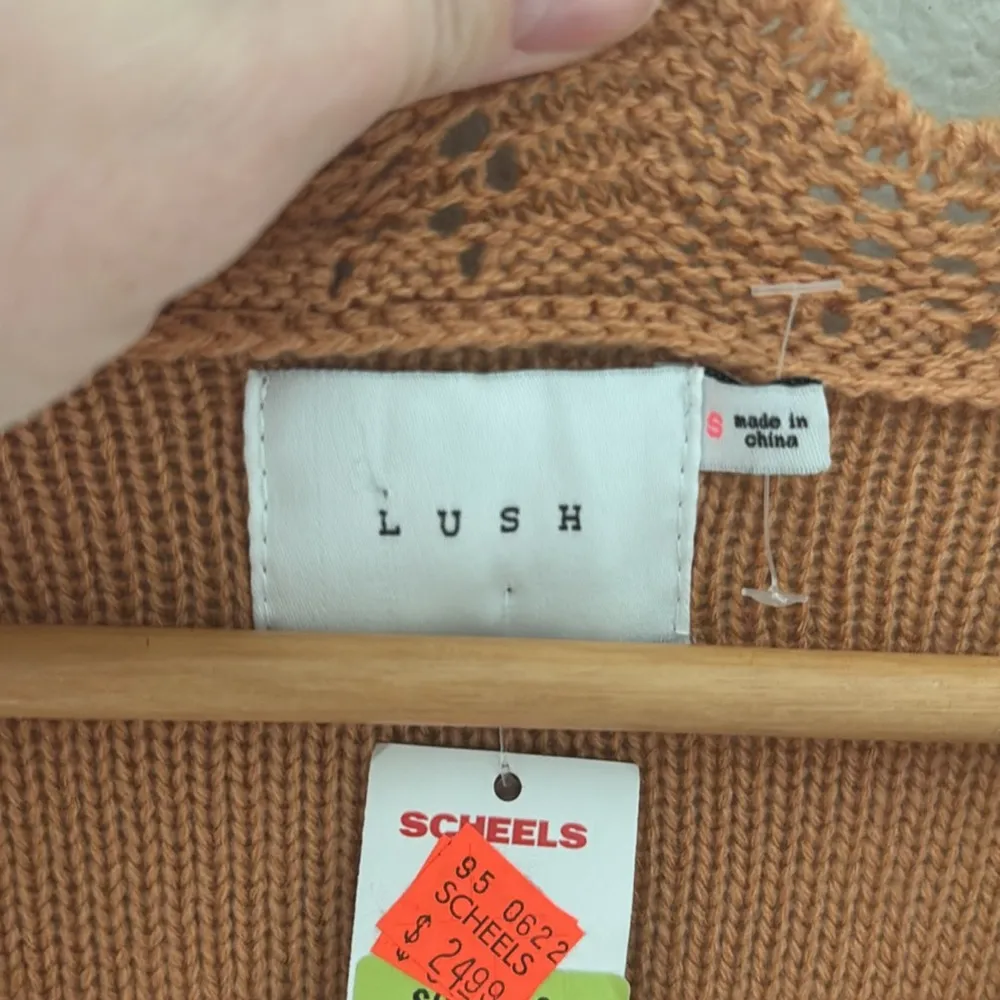 S
made in
china
LUSH
SCHEELS
95 0622
SCHEELS
$ 2499